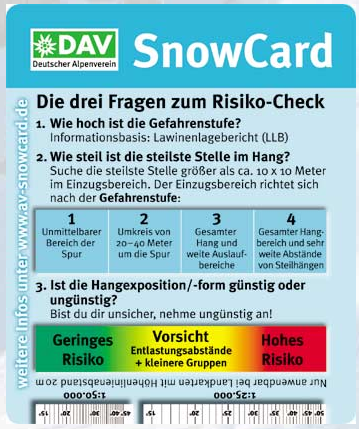 DAV
Deutscher Alpenverein
SnowCard
weitere Infos unter www.av-snowcard.de
Die drei Fragen zum Risiko-Check
1. Wie hoch ist die Gefahrenstufe?
Informationsbasis: Lawinenlagebericht (LLB)
2. Wie steil ist die steilste Stelle im Hang?
Suche die steilste Stelle größer als ca. 10 x 10 Meter
im Einzugsbereich. Der Einzugsbereich richtet sich
nach der Gefahrenstufe:
1
Unmittelbarer
Bereich der
Spur
2
Umkreis von
20–40 Meter
um die Spur
3
Gesamter
Hang und
weite Auslauf-
bereiche
4
Gesamter Hang-
bereich und sehr
weite Abstände
von Steilhängen
3. Ist die Hangexposition/-form günstig oder
ungünstig?
Bist du dir unsicher, nehme ungünstig an!
Geringes
Risiko
Vorsicht
Entlastungsabstände
+ kleinere Gruppen
Hohes
Risiko
Nur anwendbar bei Landkarten mit Höhenlinienabstand 20 m
1:50.000
1:25.000